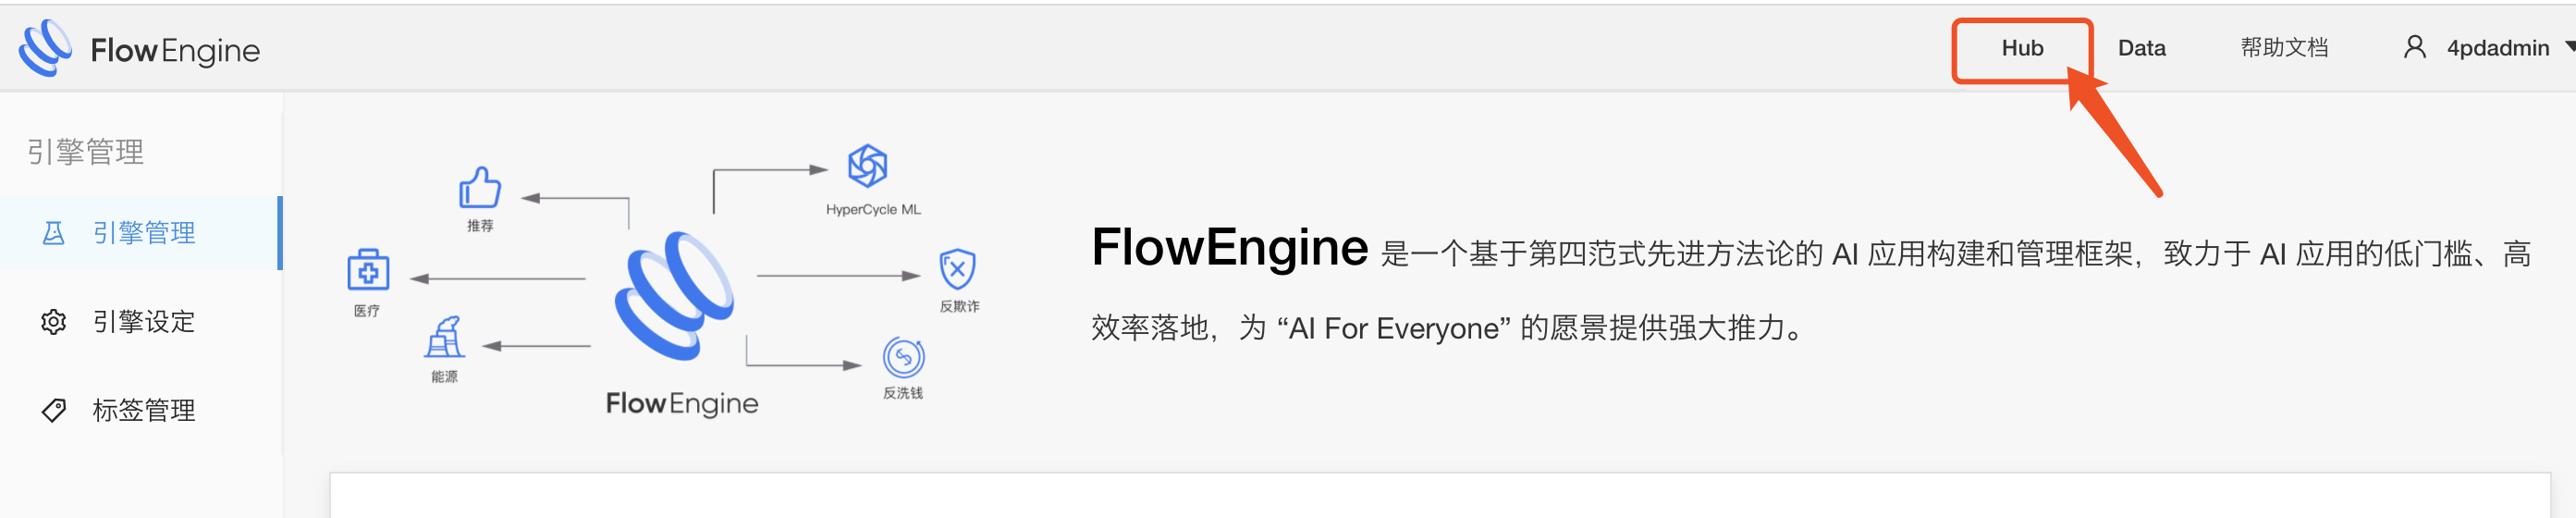 FlowEngine
Hub
Data
帮助文档
4pdadmin
引擎管理
引擎管理
引擎设定
标签管理
推荐
HyperCycle ML
医疗
反欺诈
能源
反洗钱
FlowEngine
FlowEngine 是一个基于第四范式先进方法论的 AI 应用构建和管理框架，致力于 AI 应用的低门槛、高
效率落地，为 “AI For Everyone” 的愿景提供强大推力。